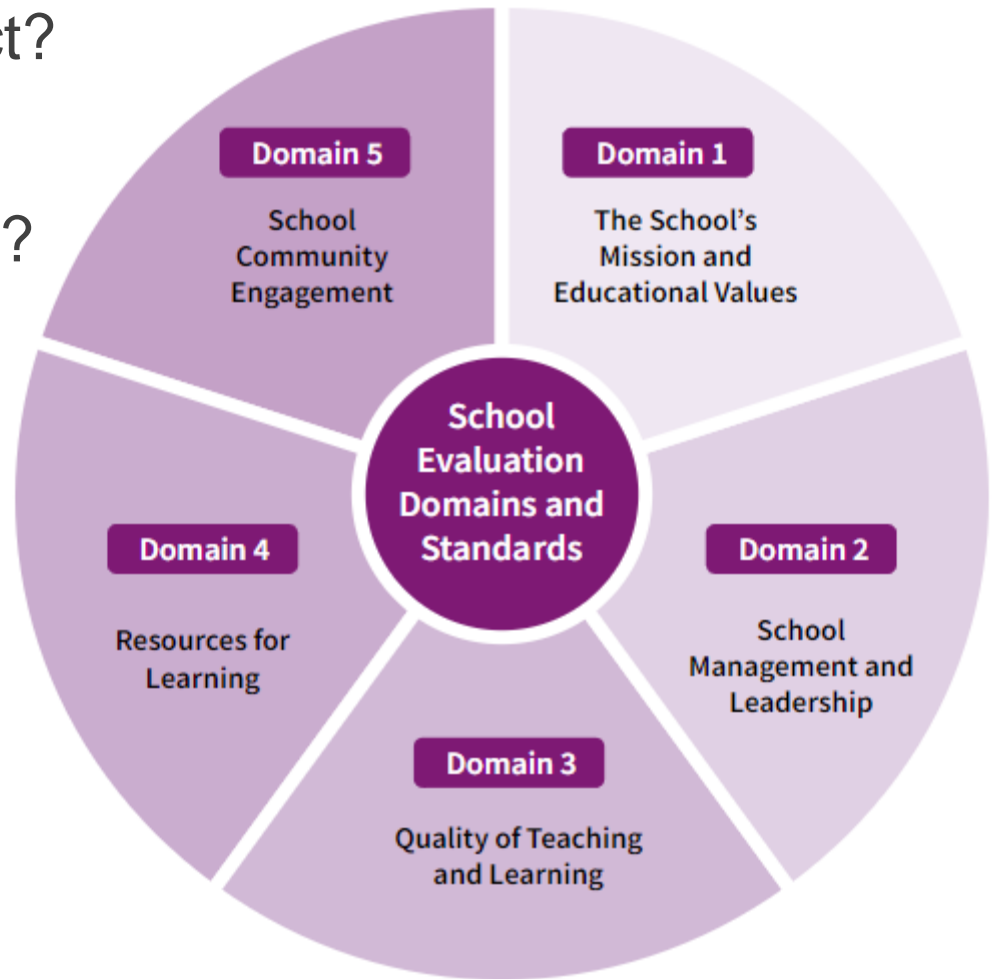 ct?
?
Domain 1
The School's
Mission and
Educational Values
Domain 2
School
Management and
Leadership
Domain 3
Quality of Teaching
and Learning
Domain 4
Resources for
Learning
Domain 5
School
Community
Engagement
School
Evaluation
Domains and
Standards